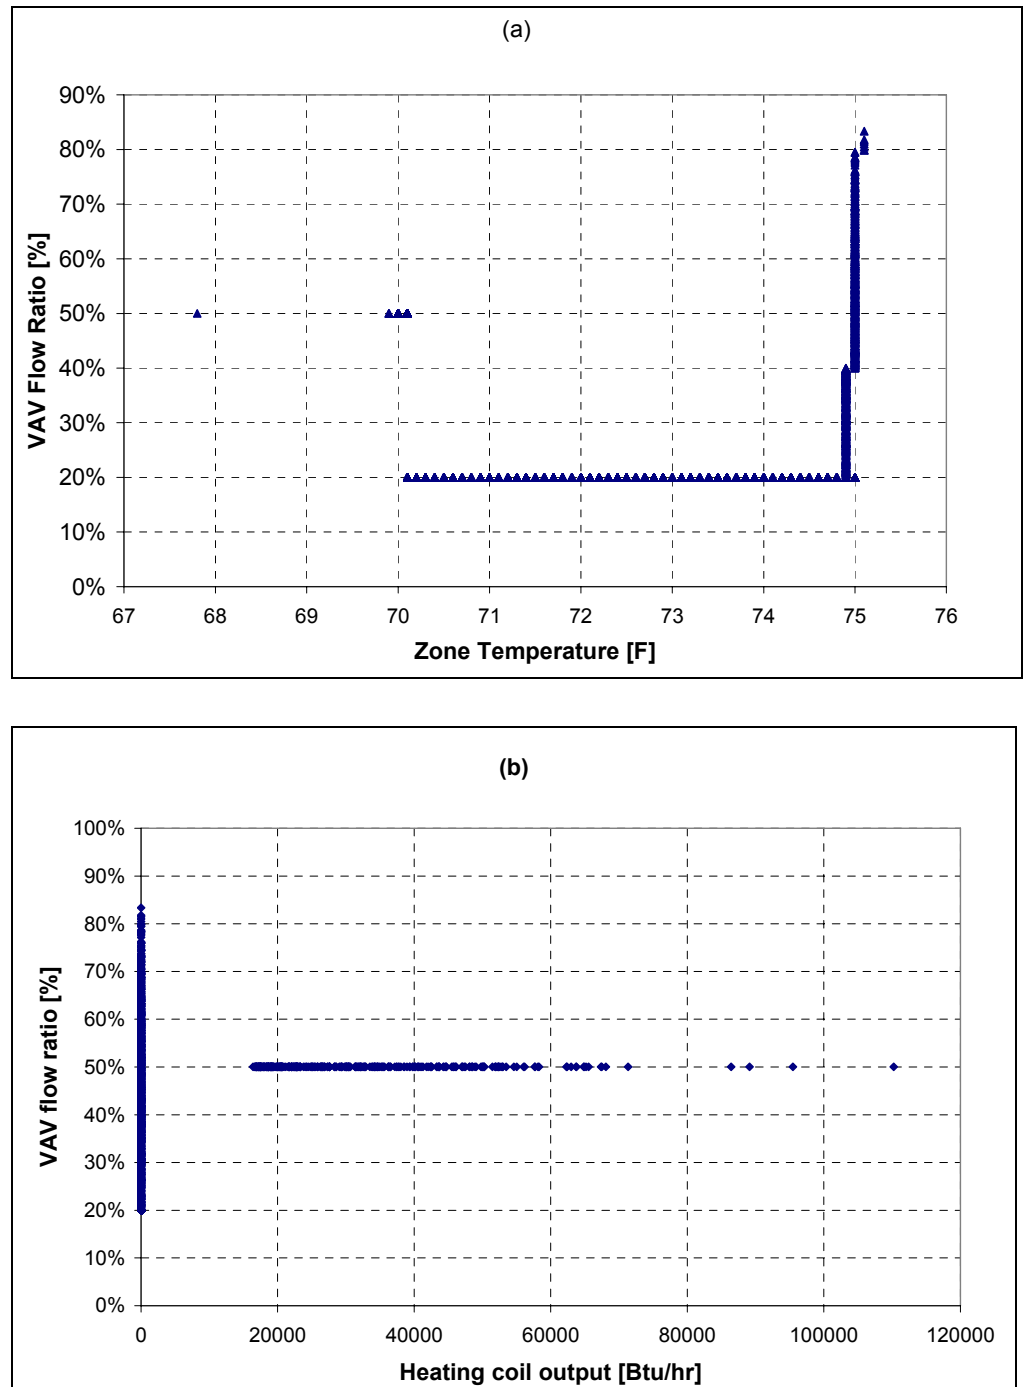 (a)
90%
80%
70%
60%
50%
40%
30%
20%
10%
0%
VAV Flow Ratio [%]
67 68 69 70 71 72 73 74 75 76
Zone Temperature [F]
(b)
100%
90%
80%
70%
60%
50%
40%
30%
20%
10%
0%
VAV flow ratio [%]
0 20000 40000 60000 80000 100000 120000
Heating coil output [Btu/hr]